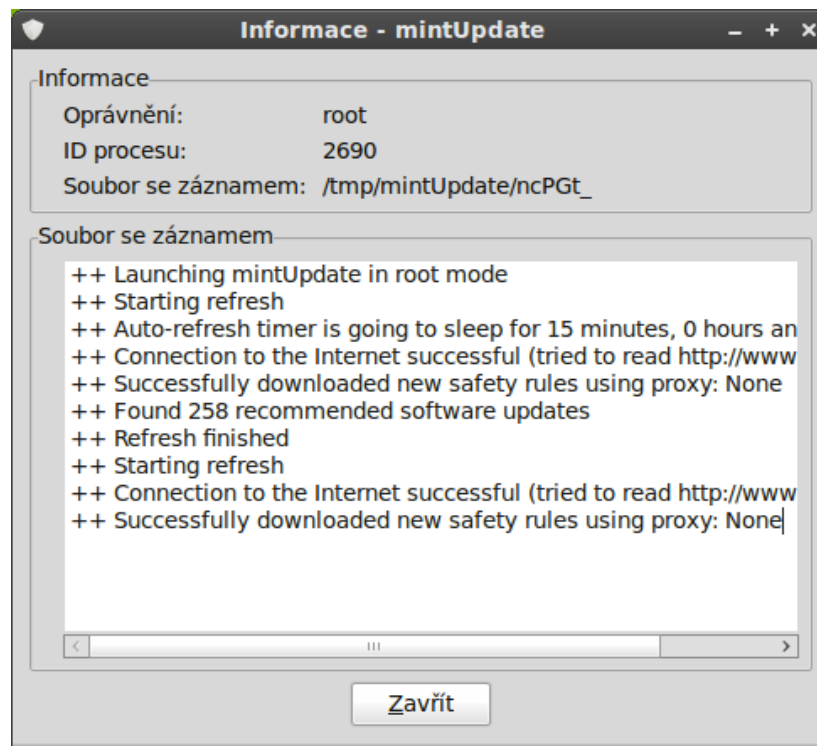 Informace - mintUpdate
Informace
Oprávnění: root
ID procesu: 2690
Soubor se záznamem: /tmp/mintUpdate/ncPGt_
Soubor se záznamem
++ Launching mintUpdate in root mode
++ Starting refresh
++ Auto-refresh timer is going to sleep for 15 minutes, 0 hours an
++ Connection to the Internet successful (tried to read http://www
++ Successfully downloaded new safety rules using proxy: None
++ Found 258 recommended software updates
++ Refresh finished
++ Starting refresh
++ Connection to the Internet successful (tried to read http://www
++ Successfully downloaded new safety rules using proxy: None
Zavřít